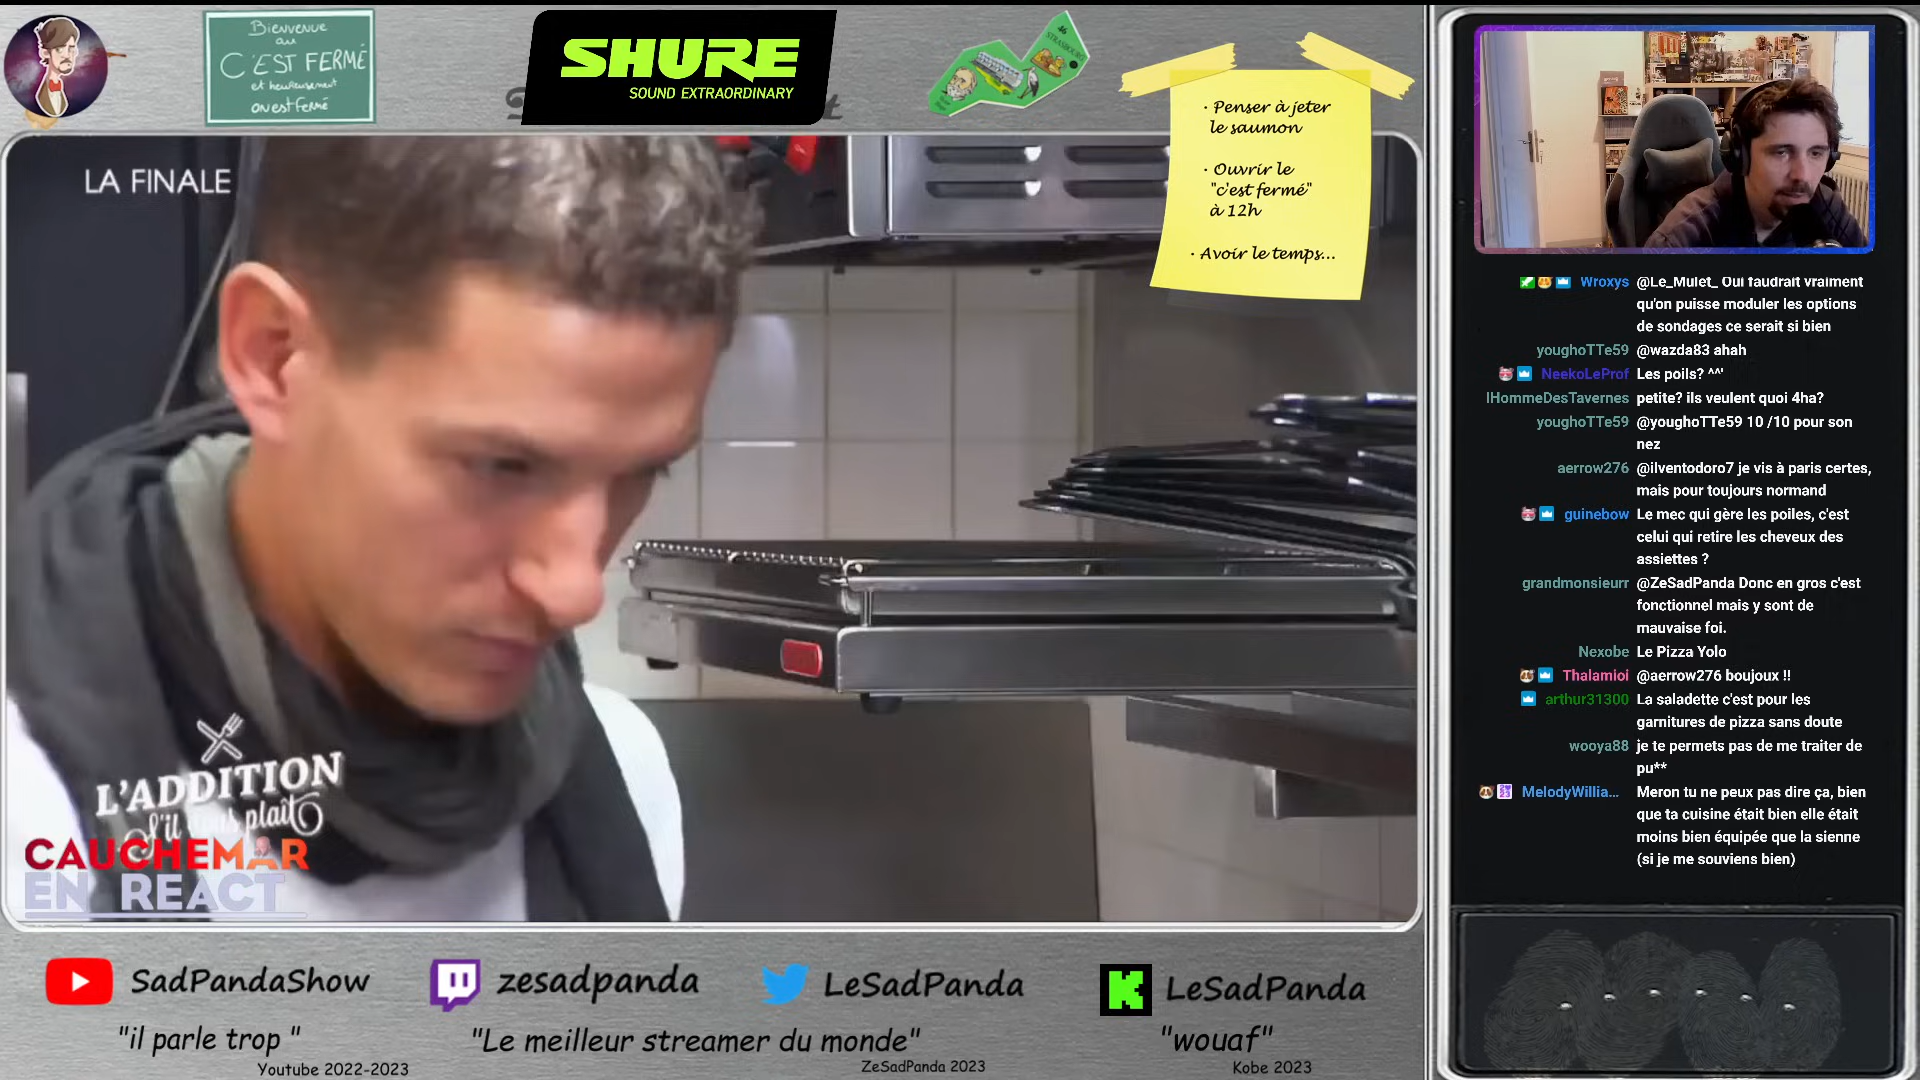 Bienvenue
au
C'EST FERMÉ
et heureusement
on est fermé
SHURE
SOUND EXTRAORDINARY
STRASBOURG
· Penser à jeter
le saumon
· Ouvrir le
"c'est fermé"
à 12h
· Avoir le temps...
LA FINALE
L'ADDITION
s'il vous plaît
CAUCHEMAR
EN REACT
Wroxys @Le_Mulet_ Oui faudrait vraiment
qu'on puisse moduler les options
de sondages ce serait si bien
youghoTTe59 @wazda83 ahah
NeekoLeProf Les poils? ^^'
lHommeDesTavernes petite? ils veulent quoi 4ha?
youghoTTe59 @youghoTTe59 10 /10 pour son
nez
aerrow276 @ilventodoro7 je vis à paris certes,
mais pour toujours normand
guinebow Le mec qui gère les poiles, c'est
celui qui retire les cheveux des
assiettes ?
grandmonsieurr @ZeSadPanda Donc en gros c'est
fonctionnel mais y sont de
mauvaise foi.
Nexobe Le Pizza Yolo
Thalamioi @aerrow276 boujoux !!
arthur31300 La saladette c'est pour les
garnitures de pizza sans doute
wooya88 je te permets pas de me traiter de
pu**
MelodyWillia... Meron tu ne peux pas dire ça, bien
que ta cuisine était bien elle était
moins bien équipée que la sienne
(si je me souviens bien)
SadPandaShow
"il parle trop "
Youtube 2022-2023
zesadpanda
"Le meilleur streamer du monde"
ZeSadPanda 2023
LeSadPanda
LeSadPanda
"wouaf"
Kobe 2023